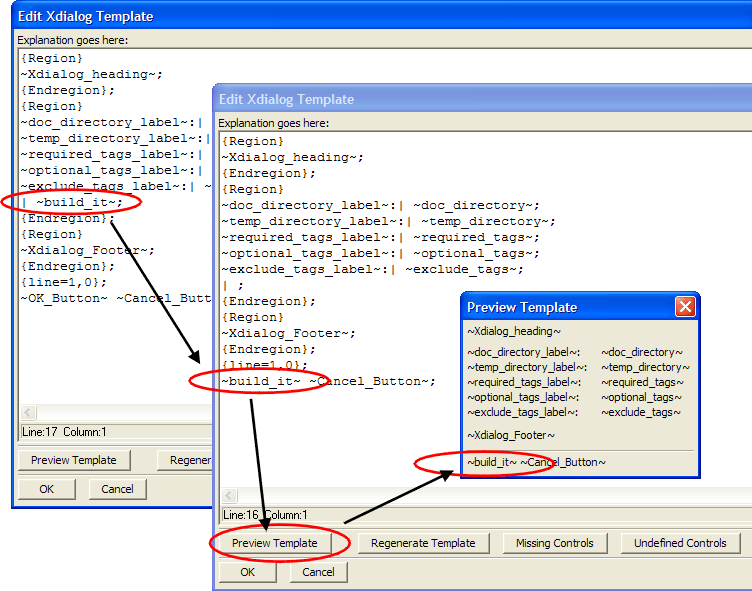 Edit Xdialog Template
Explanation goes here:
{Region}
~Xdialog_heading~;
{Endregion};
{Region}
~doc_directory_label~:|
~temp_directory_label~:|
~required_tags_label~:|
~optional_tags_label~:|
~exclude_tags_label~:| ~
| ~build_it~;
{Endregion};
{Region}
~Xdialog_Footer~;
{Endregion};
{line=1,0};
~OK_Button~ ~Cancel_Butt
Line:17 Column:1
Preview Template
Regener
OK
Cancel
Edit Xdialog Template
Explanation goes here:
{Region}
~Xdialog_heading~;
{Endregion};
{Region}
~doc_directory_label~:| ~doc_directory~;
~temp_directory_label~:| ~temp_directory~;
~required_tags_label~:| ~required_tags~;
~optional_tags_label~:| ~optional_tags~;
~exclude_tags_label~:| ~exclude_tags~;
| ;
{Endregion};
{Region}
~Xdialog_Footer~;
{Endregion};
{line=1,0};
~build_it~ ~Cancel_Button~;
Line:16 Column:1
Preview Template
Regenerate Template
Missing Controls
Undefined Controls
OK
Cancel
Preview Template
~Xdialog_heading~
~doc_directory_label~: ~doc_directory~
~temp_directory_label~: ~temp_directory~
~required_tags_label~: ~required_tags~
~optional_tags_label~: ~optional_tags~
~exclude_tags_label~: ~exclude_tags~
~Xdialog_Footer~
~build_it~ ~Cancel_Button~